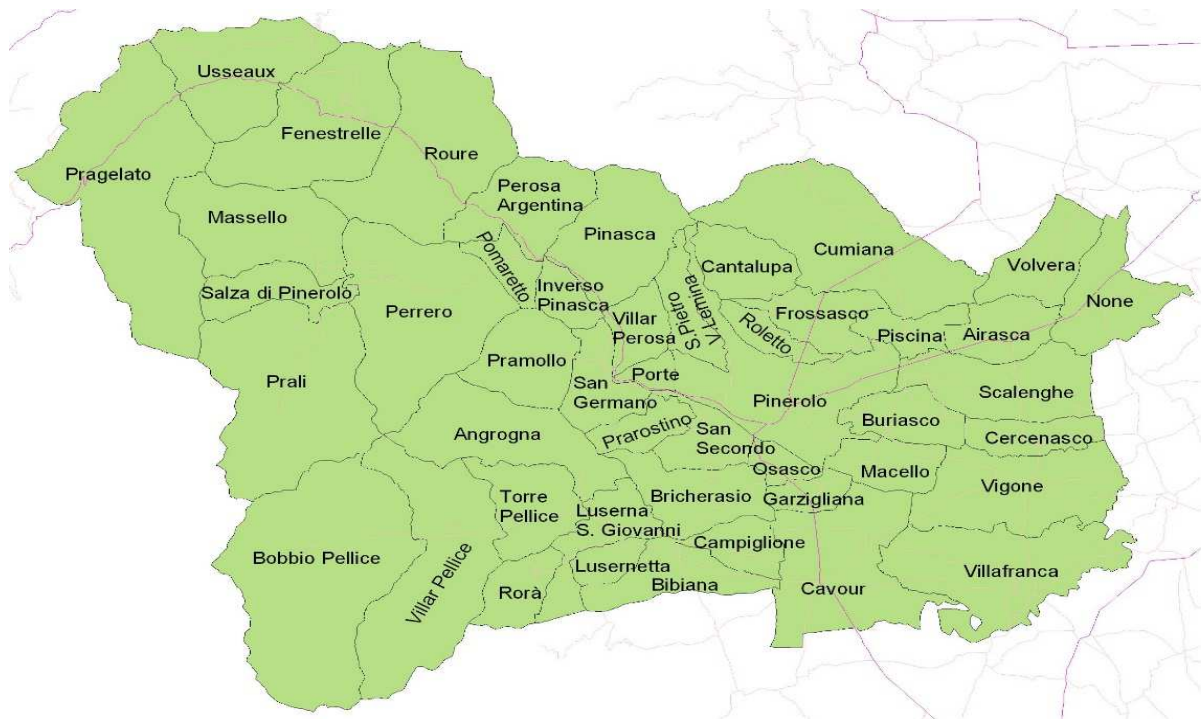 Usseaux
Fenestrelle
Roure
Pragelato
Perosa
Argentina
Massello
Pinasca
Cumiana
Pomaretto
Cantalupa
Volvera
Salza di Pinerolo
Inverso
Pinasca
S.Pietro
V.Lemina
None
Perrero
Villar
Perosa
Roletto
Frossasco
Piscina
Airasca
Pramollo
Prali
San
Germano
Porte
Pinerolo
Scalenghe
Angrogna
Prarostino
San
Secondo
Buriasco
Cercenasco
Osasco
Macello
Torre
Pellice
Luserna
S. Giovanni
Bricherasio
Garzigliana
Vigone
Bobbio Pellice
Villar Pellice
Campiglione
Lusernetta
Rorà
Bibiana
Cavour
Villafranca